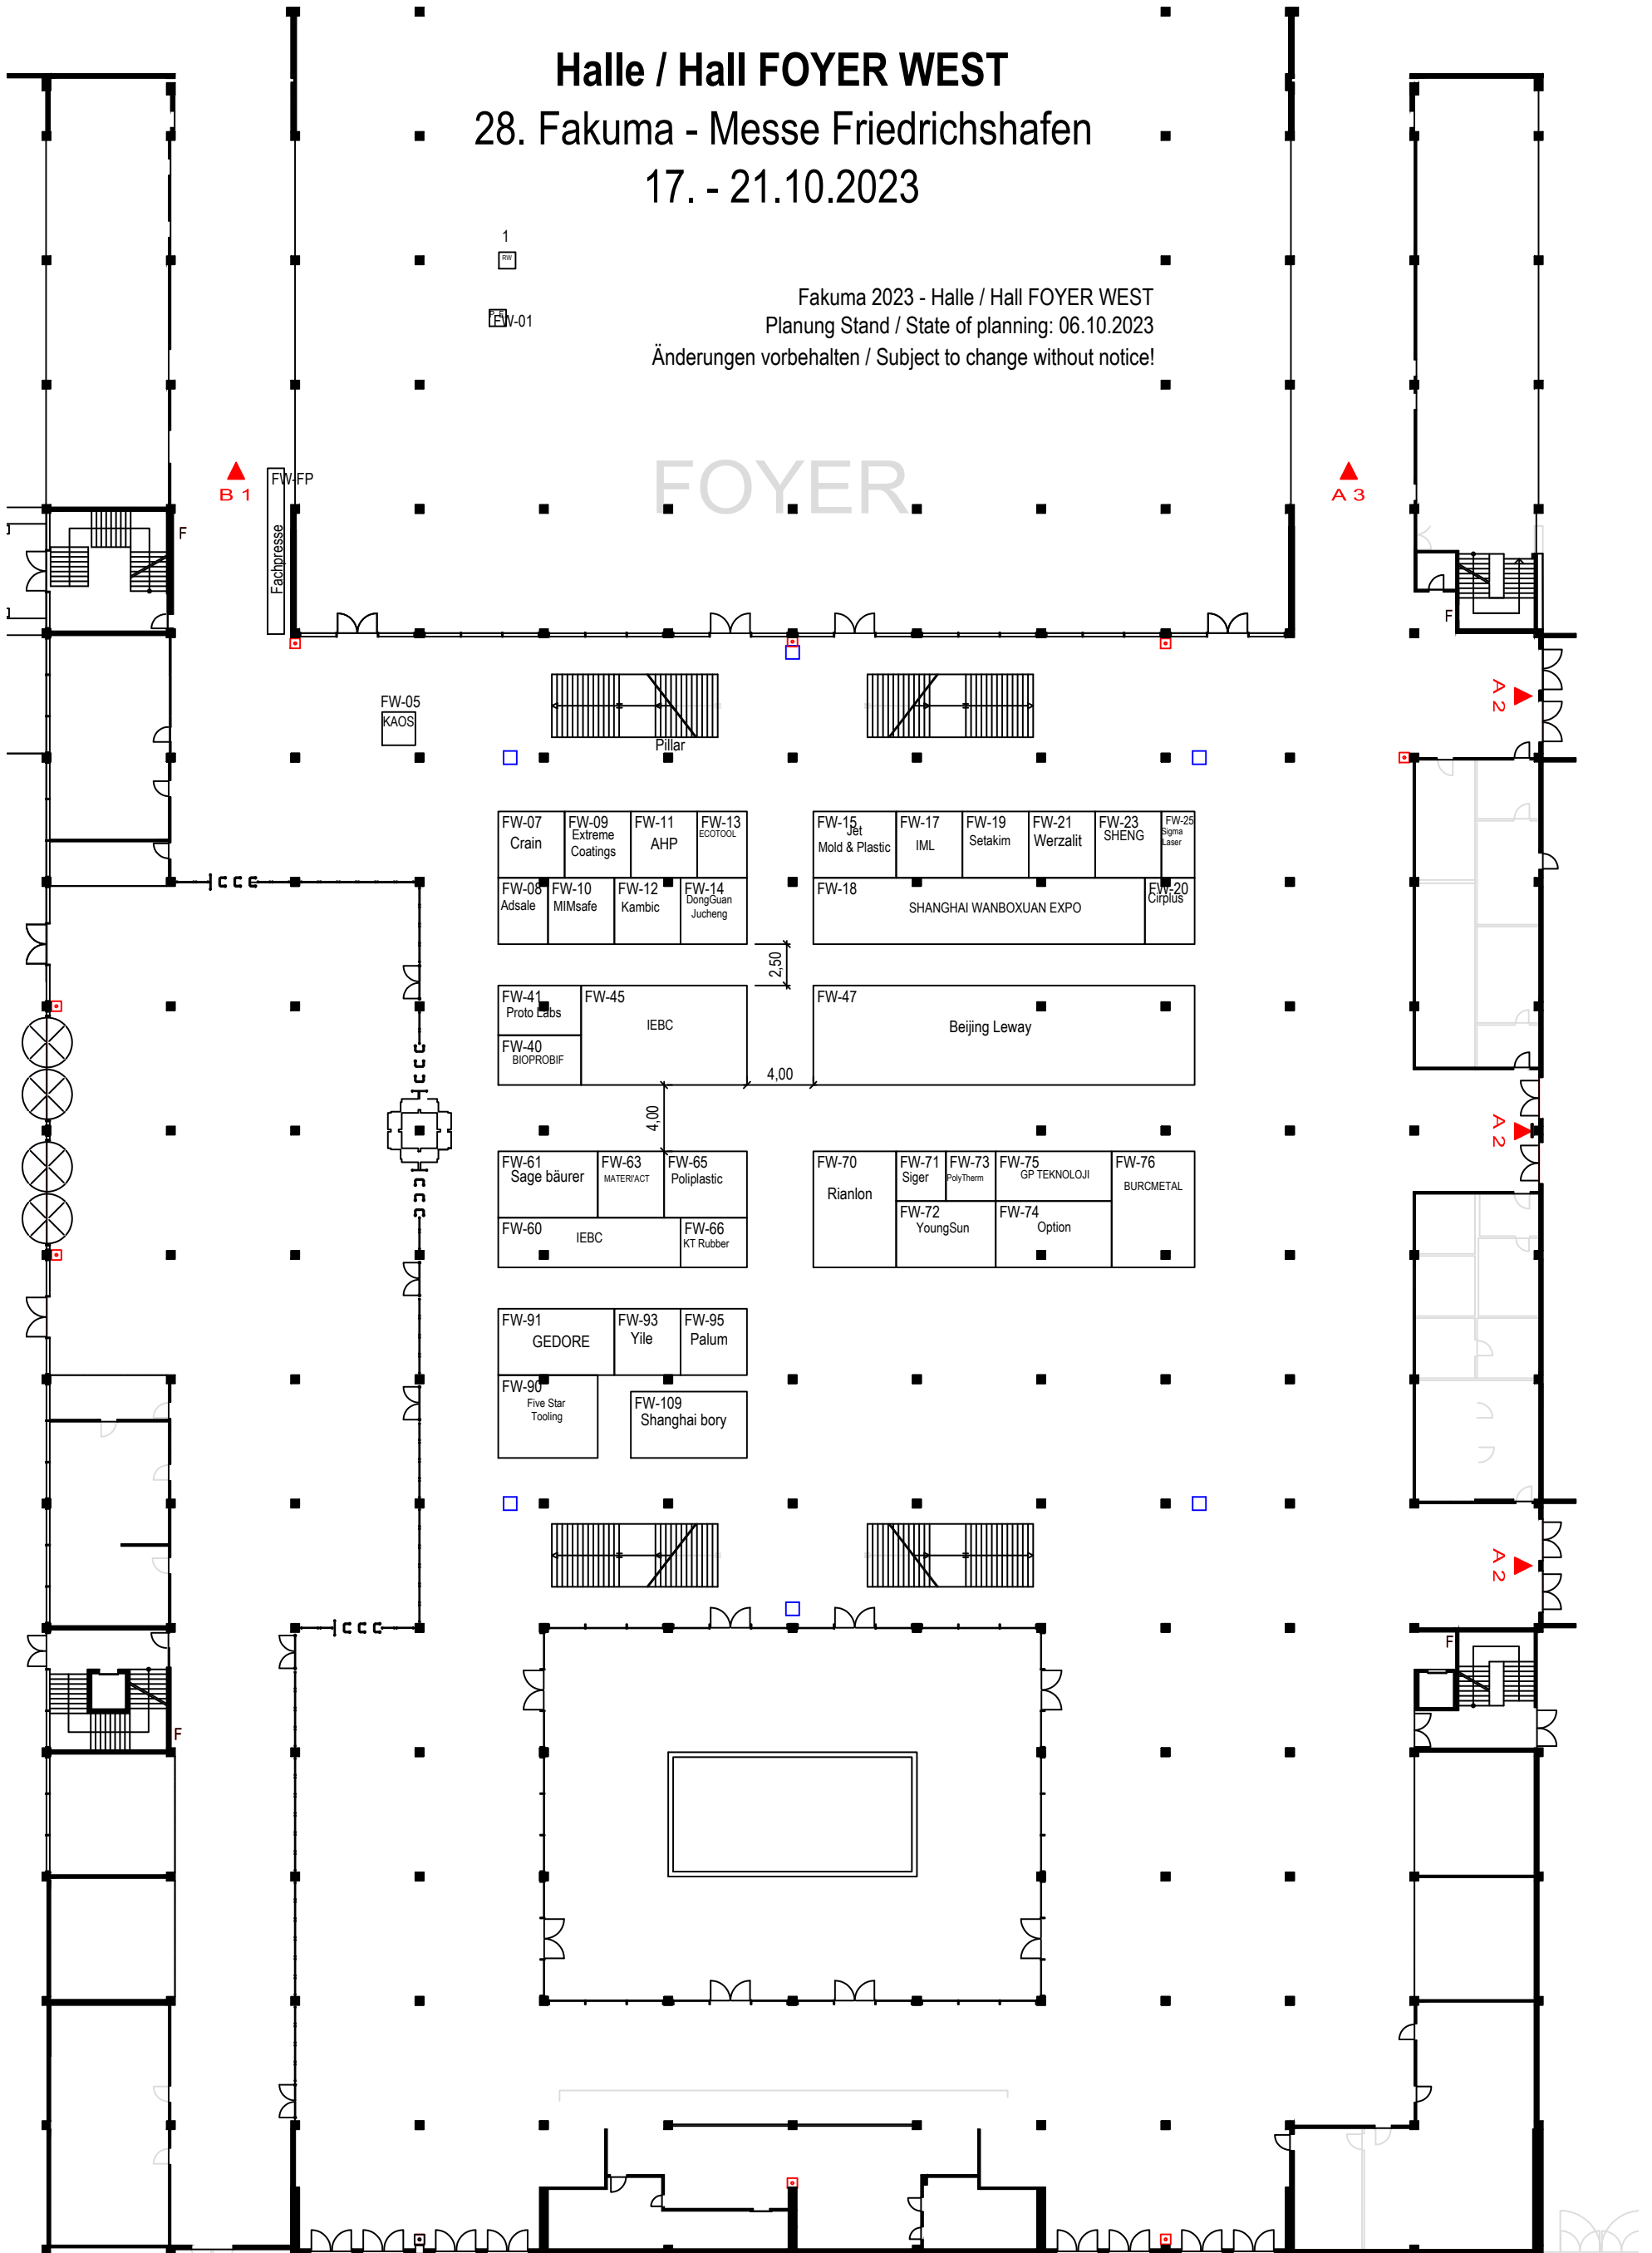 Halle / Hall FOYER WEST
28. Fakuma - Messe Friedrichshafen
17. - 21.10.2023
1
RW
FW-01
Fakuma 2023 - Halle / Hall FOYER WEST
Planung Stand / State of planning: 06.10.2023
Änderungen vorbehalten / Subject to change without notice!
FOYER
B 1
FW-FP
Fachpresse
A 3
F
F
A 2
FW-05
KAOS
Pillar
FW-07
Crain
FW-09
Extreme
Coatings
FW-11
AHP
FW-13
ECOTOOL
FW-15
Jet
Mold & Plastic
FW-17
IML
FW-19
Setakim
FW-21
Werzalit
FW-23
SHENG
FW-25
Sigma
Laser
FW-08
Adsale
FW-10
MIMsafe
FW-12
Kambic
FW-14
DongGuan
Jucheng
FW-18
SHANGHAI WANBOXUAN EXPO
FW-20
Cirplus
2,50
FW-41
Proto Labs
FW-45
IEBC
FW-47
Beijing Leway
FW-40
BIOPROBIF
4,00
4,00
A 2
FW-61
Sage bäurer
FW-63
MATERI'ACT
FW-65
Poliplastic
FW-70
Rianlon
FW-71
Siger
FW-73
PolyTherm
FW-75
GP TEKNOLOJI
FW-76
BURCMETAL
FW-60
IEBC
FW-66
KT Rubber
FW-72
YoungSun
FW-74
Option
FW-91
GEDORE
FW-93
Yile
FW-95
Palum
FW-90
Five Star
Tooling
FW-109
Shanghai bory
A 2
F
F